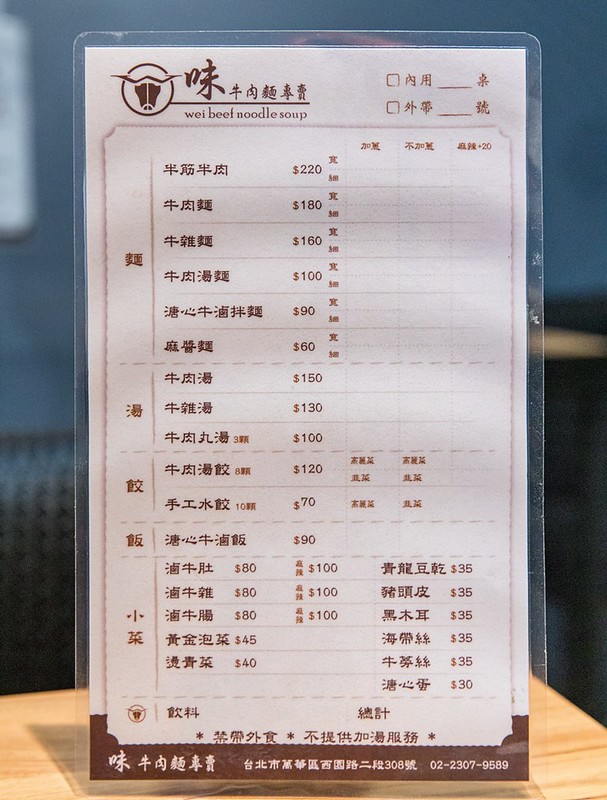 味 牛肉麵專賣
wei beef noodle soup
內用 ____ 桌
外帶 ____ 號
加蔥 不加蔥 麻辣+20
麵
半筋半肉 $220 寬 細
牛肉麵 $180 寬 細
牛雜麵 $160 寬 細
牛肉湯麵 $100 寬 細
溏心牛滷拌麵 $90 寬 細
麻醬麵 $60 寬 細
湯
牛肉湯 $150
牛雜湯 $130
牛肉丸湯 3顆 $100
餃
牛肉湯餃 8顆 $120 高麗菜 高麗菜
韭菜 韭菜
手工水餃 10顆 $70 高麗菜 韭菜
飯
溏心牛滷飯 $90
小菜
滷牛肚 $80 麻辣 $100 青龍豆乾 $35
滷牛雜 $80 麻辣 $100 豬頭皮 $35
滷牛腸 $80 麻辣 $100 黑木耳 $35
黃金泡菜 $45 海帶絲 $35
燙青菜 $40 牛蒡絲 $35
溏心蛋 $30
飲料 總計
* 禁帶外食 * 不提供加湯服務 *
味 牛肉麵專賣 台北市萬華區西園路二段308號 02-2307-9589